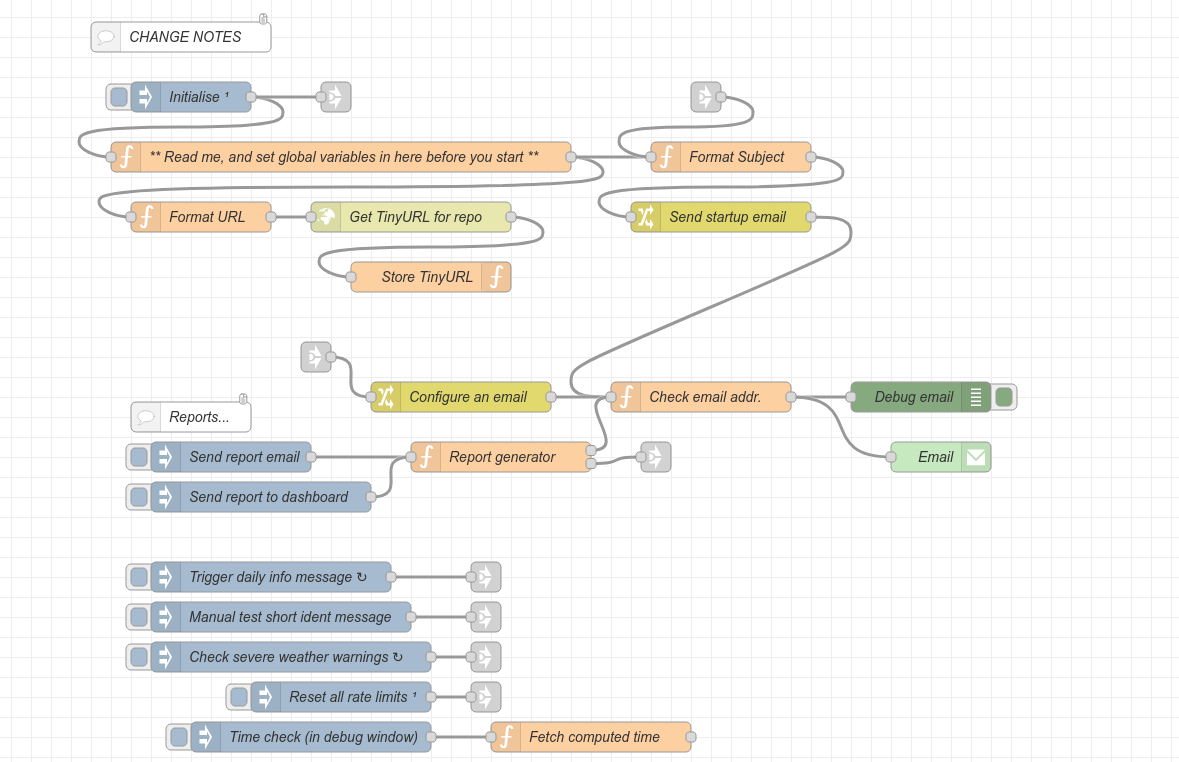 CHANGE NOTES
Initialise ¹
** Read me, and set global variables in here before you start **
Format Subject
Format URL
Get TinyURL for repo
Send startup email
Store TinyURL
Configure an email
Check email addr.
Debug email
Reports...
Send report email
Report generator
Email
Send report to dashboard
Trigger daily info message ↻
Manual test short ident message
Check severe weather warnings ↻
Reset all rate limits ¹
Time check (in debug window)
Fetch computed time